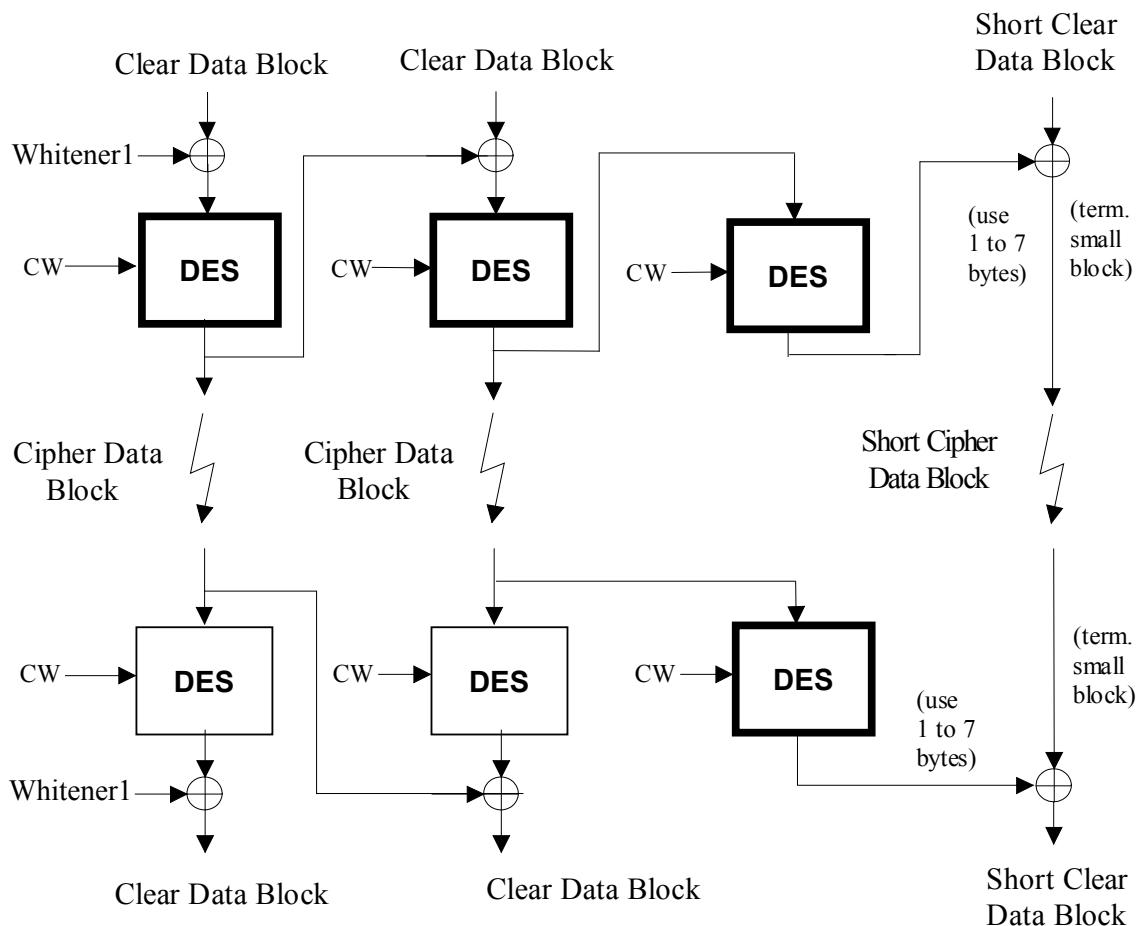 Short Clear
Data Block
Clear Data Block
Clear Data Block
Whitener1
CW
DES
CW
DES
CW
DES
(use
1 to 7
bytes)
(term.
small
block)
Cipher Data
Block
Cipher Data
Block
Short Cipher
Data Block
CW
DES
CW
DES
CW
DES
(use
1 to 7
bytes)
(term.
small
block)
Whitener1
Clear Data Block
Clear Data Block
Short Clear
Data Block